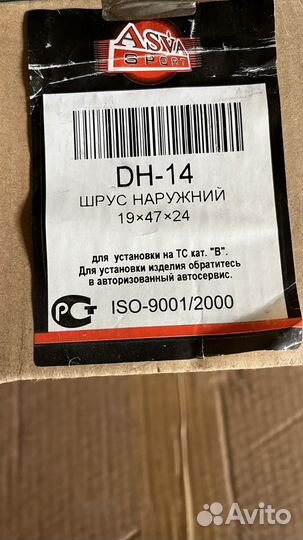 ASVA
SPORT
DH-14
ШРУС НАРУЖНИЙ
19×47×24
для установки на ТС кат. "В".
Для установки изделия обратитесь
в авторизованный автосервис.
РСТ ISO-9001/2000
Avito